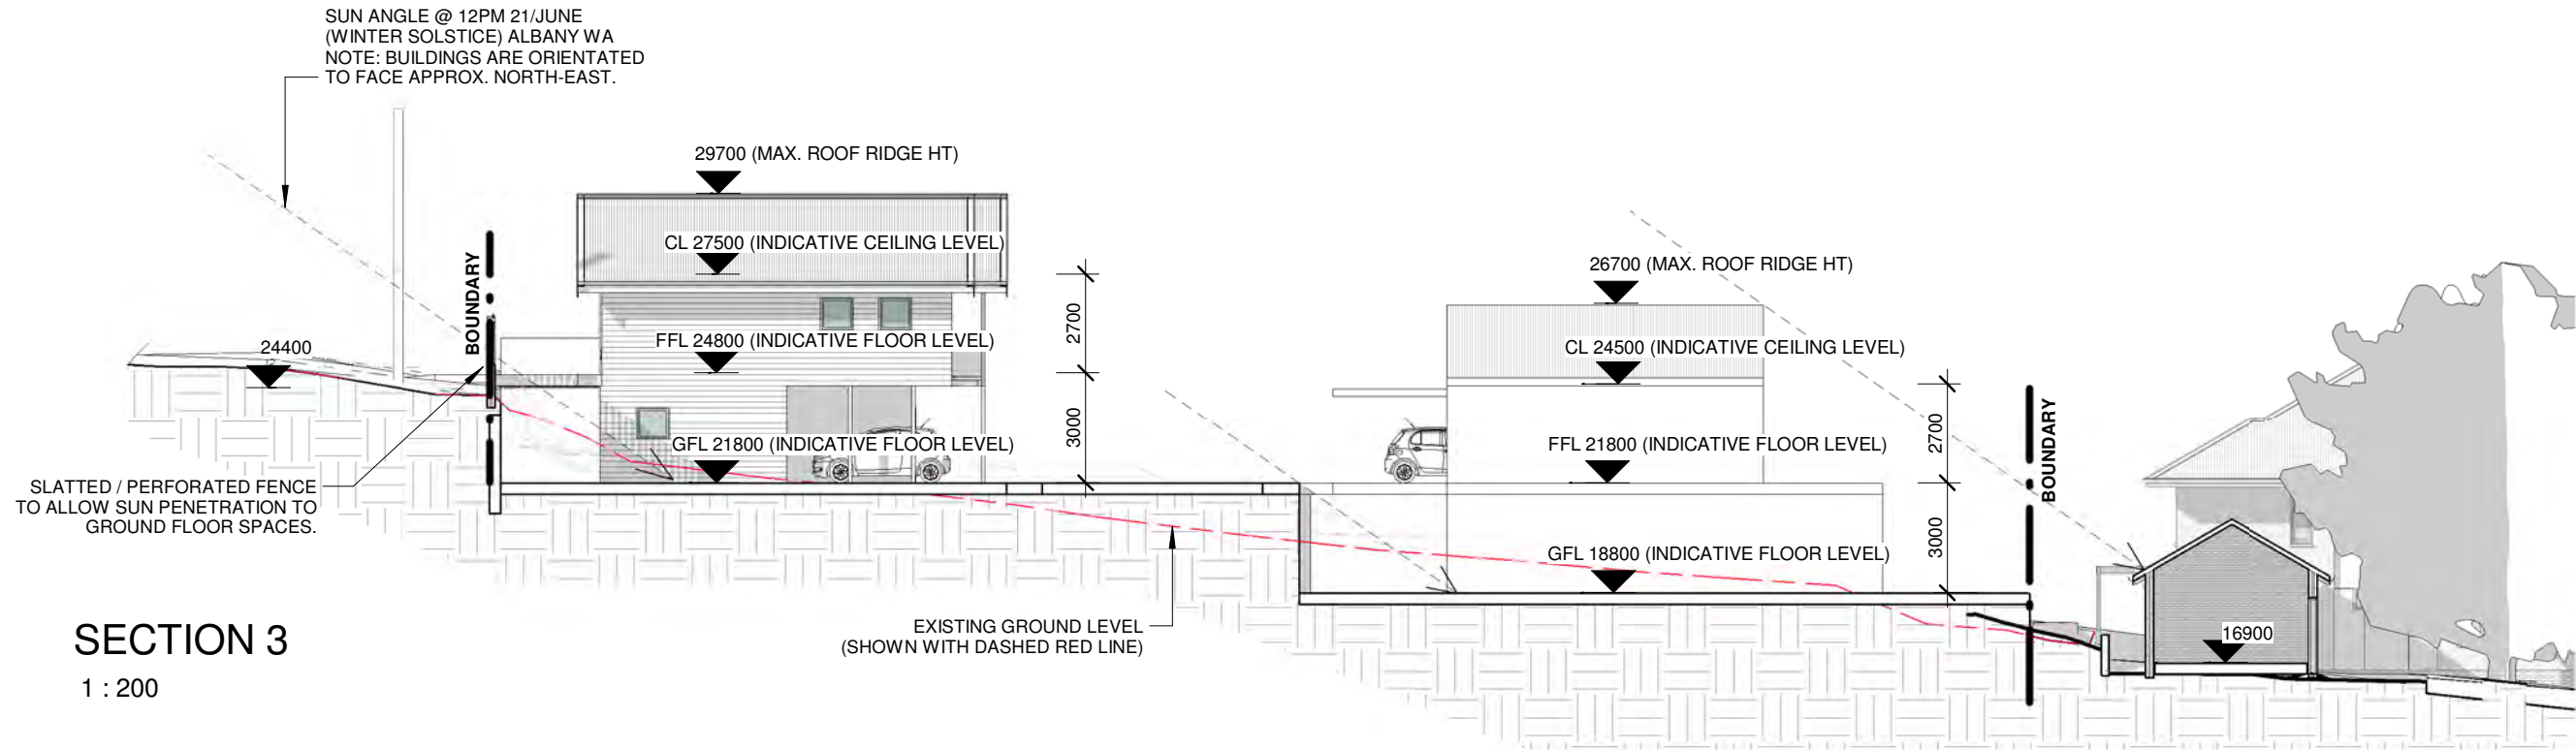 SUN ANGLE @ 12PM 21/JUNE
(WINTER SOLSTICE) ALBANY WA
NOTE: BUILDINGS ARE ORIENTATED
TO FACE APPROX. NORTH-EAST.
29700 (MAX. ROOF RIDGE HT)
CL 27500 (INDICATIVE CEILING LEVEL)
BOUNDARY
24400
FFL 24800 (INDICATIVE FLOOR LEVEL)
2700
GFL 21800 (INDICATIVE FLOOR LEVEL)
3000
SLATTED / PERFORATED FENCE
TO ALLOW SUN PENETRATION TO
GROUND FLOOR SPACES.
26700 (MAX. ROOF RIDGE HT)
CL 24500 (INDICATIVE CEILING LEVEL)
2700
FFL 21800 (INDICATIVE FLOOR LEVEL)
BOUNDARY
3000
GFL 18800 (INDICATIVE FLOOR LEVEL)
EXISTING GROUND LEVEL
(SHOWN WITH DASHED RED LINE)
16900
SECTION 3
1 : 200